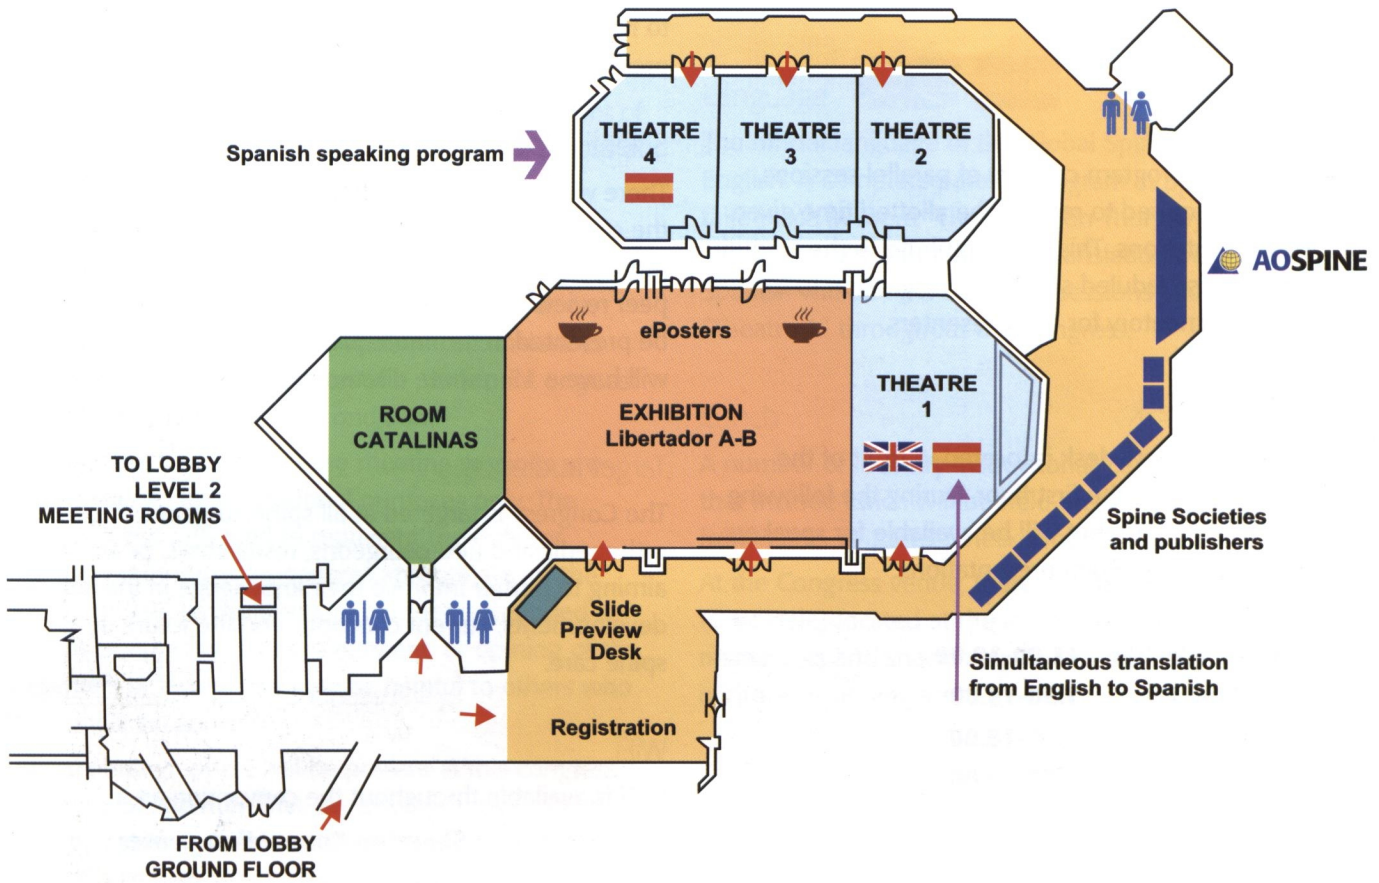 THEATRE
4
THEATRE
3
THEATRE
2
Spanish speaking program
AOSPINE
ePosters
THEATRE
1
ROOM
CATALINAS
EXHIBITION
Libertador A-B
TO LOBBY
LEVEL 2
MEETING ROOMS
Spine Societies
and publishers
Slide
Preview
Desk
Simultaneous translation
from English to Spanish
Registration
FROM LOBBY
GROUND FLOOR